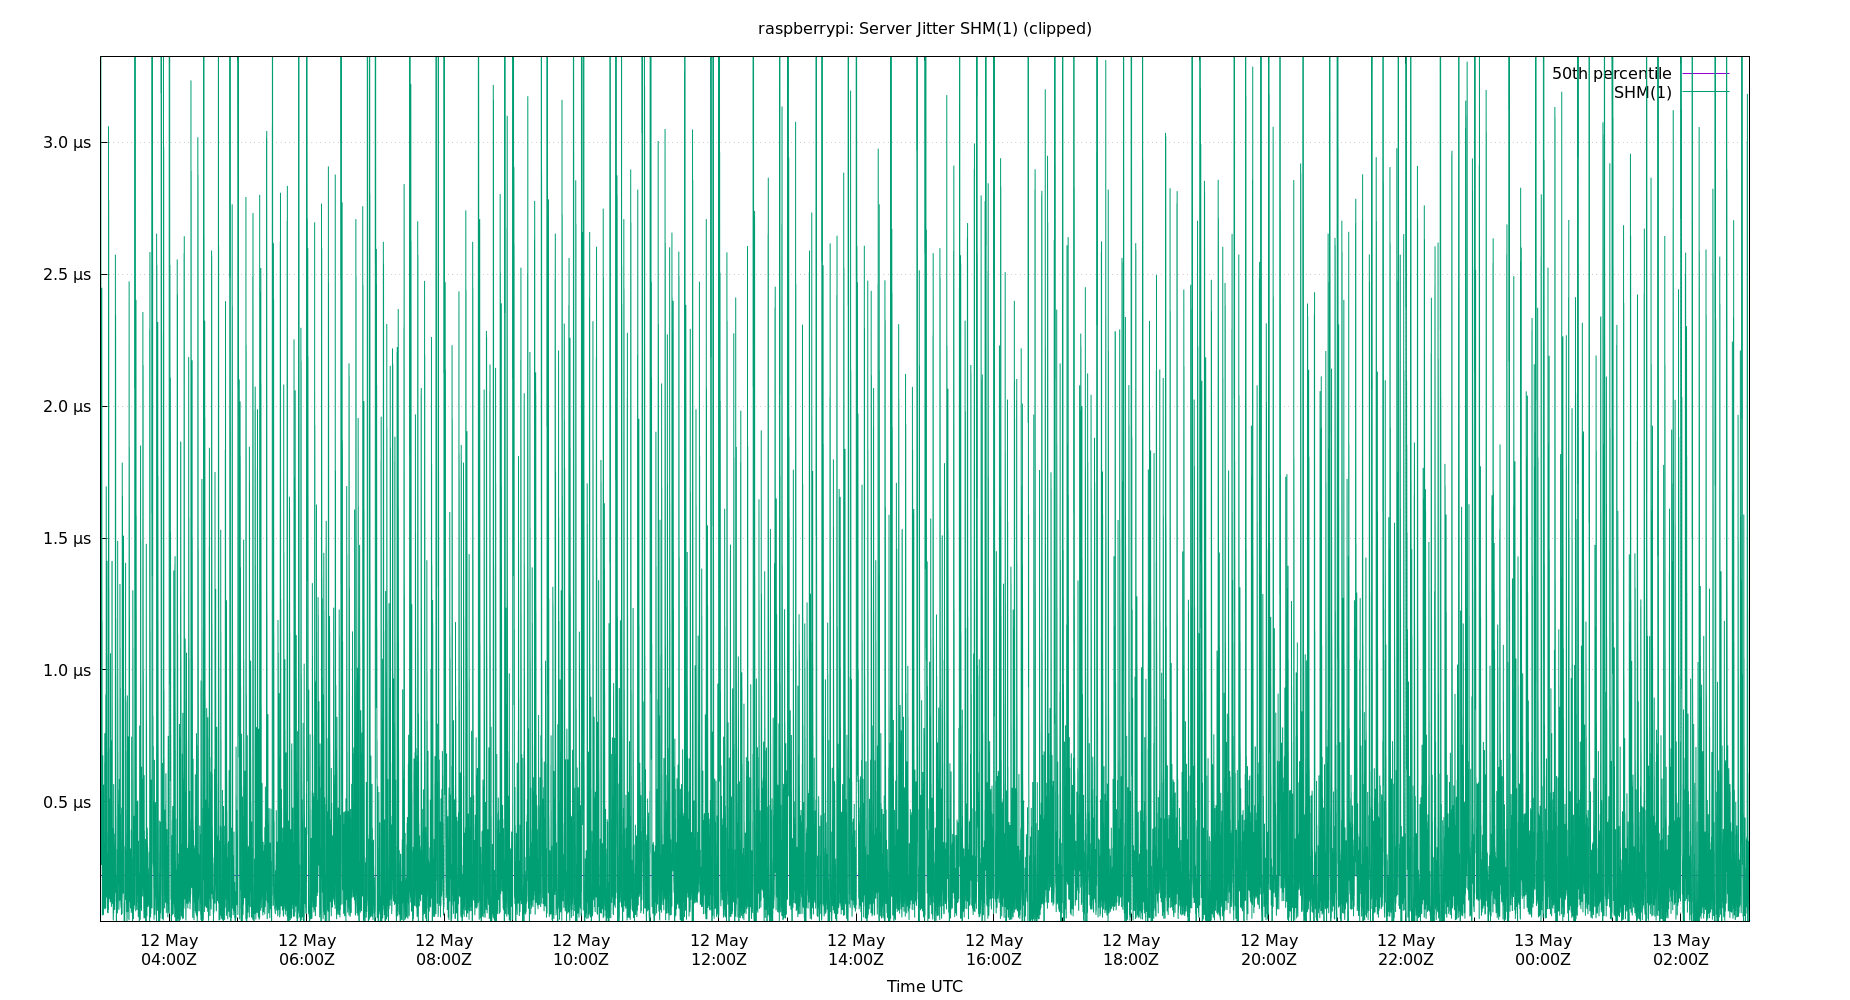 raspberrypi: Server Jitter SHM(1) (clipped)
50th percentile
SHM(1)
3.0 µs
2.5 µs
2.0 µs
1.5 µs
1.0 µs
0.5 µs
12 May 12 May 12 May 12 May 12 May 12 May 12 May 12 May 12 May 12 May 13 May 13 May
04:00Z 06:00Z 08:00Z 10:00Z 12:00Z 14:00Z 16:00Z 18:00Z 20:00Z 22:00Z 00:00Z 02:00Z
Time UTC